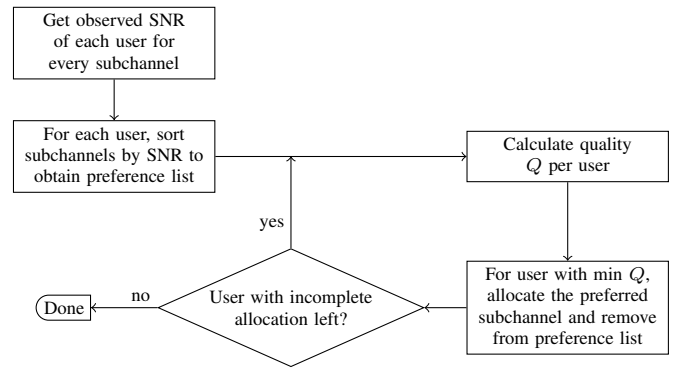 Get observed SNR
of each user for
every subchannel
For each user, sort
subchannels by SNR to
obtain preference list
Calculate quality
Q per user
yes
For user with min Q,
allocate the preferred
subchannel and remove
from preference list
User with incomplete
allocation left?
no
Done